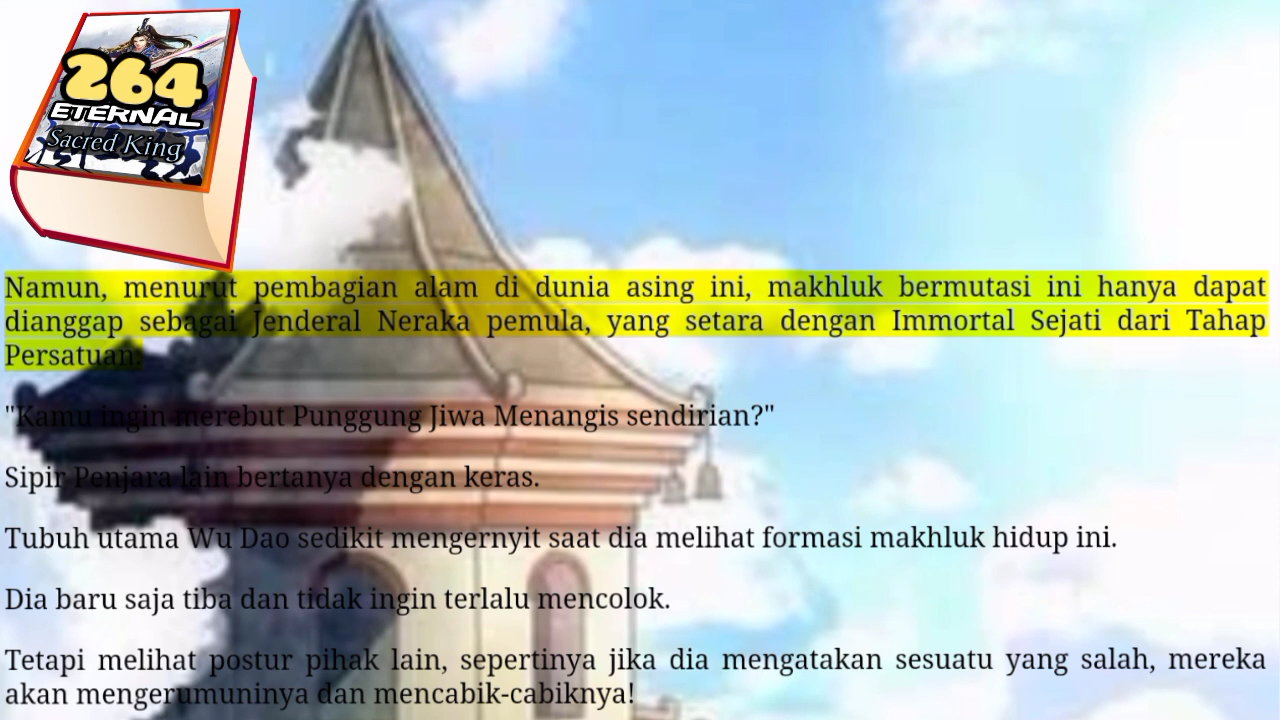 264
ETERNAL
Sacred King
Namun, menurut pembagian alam di dunia asing ini, makhluk bermutasi ini hanya dapat
dianggap sebagai Jenderal Neraka pemula, yang setara dengan Immortal Sejati dari Tahap
Persatuan.
"Kamu ingin merebut Punggung Jiwa Menangis sendirian?"
Sipir Penjara lain bertanya dengan keras.
Tubuh utama Wu Dao sedikit mengernyit saat dia melihat formasi makhluk hidup ini.
Dia baru saja tiba dan tidak ingin terlalu mencolok.
Tetapi melihat postur pihak lain, sepertinya jika dia mengatakan sesuatu yang salah, mereka
akan mengerumuninya dan mencabik-cabiknya!